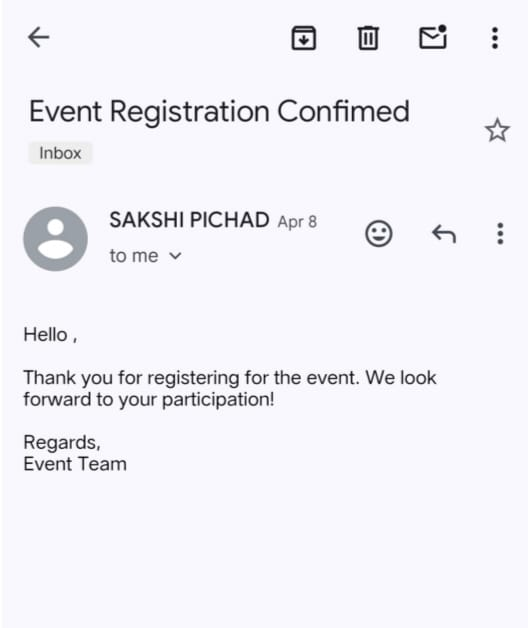 Event Registration Confimed
Inbox
SAKSHI PICHAD Apr 8
to me
Hello ,
Thank you for registering for the event. We look
forward to your participation!
Regards,
Event Team